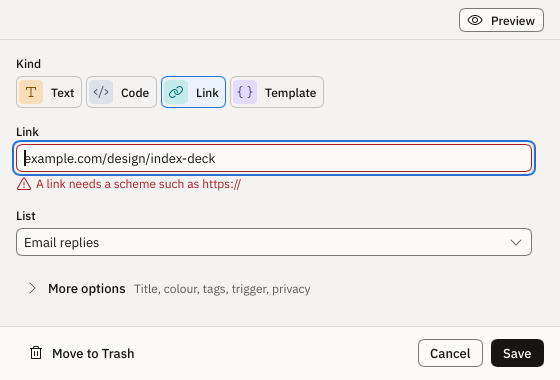 Preview
Kind
T Text
</> Code
Link
{ } Template
Link
example.com/design/index-deck
A link needs a scheme such as https://
List
Email replies
More options Title, colour, tags, trigger, privacy
Move to Trash
Cancel
Save